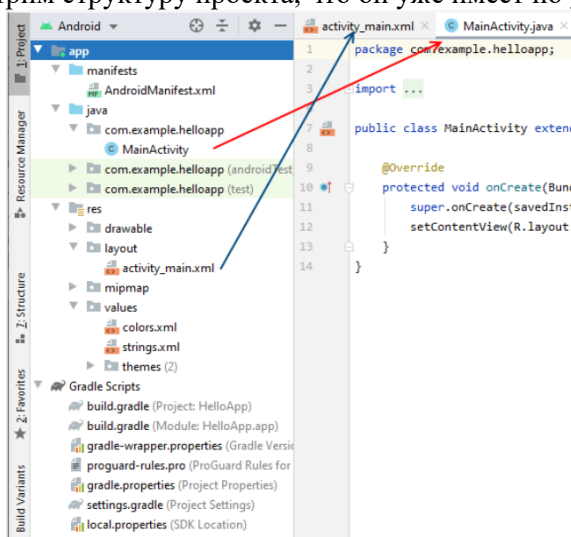 трим структуру проекта, что он уже имеет по
1: Project
Resource Manager
Z: Structure
2: Favorites
Build Variants
Android
app
manifests
AndroidManifest.xml
java
com.example.helloapp
MainActivity
com.example.helloapp (androidTest
com.example.helloapp (test)
res
drawable
layout
activity_main.xml
mipmap
values
colors.xml
strings.xml
themes (2)
Gradle Scripts
build.gradle (Project: HelloApp)
build.gradle (Module: HelloApp.app)
gradle-wrapper.properties (Gradle Versio
proguard-rules.pro (ProGuard Rules for
gradle.properties (Project Properties)
settings.gradle (Project Settings)
local.properties (SDK Location)
activity_main.xml MainActivity.java
1 package com.example.helloapp;
2
3 import ...
7 public class MainActivity extend
8
9 @Override
10 protected void onCreate(Bun
11 super.onCreate(savedInst
12 setContentView(R.layout
13 }
14 }